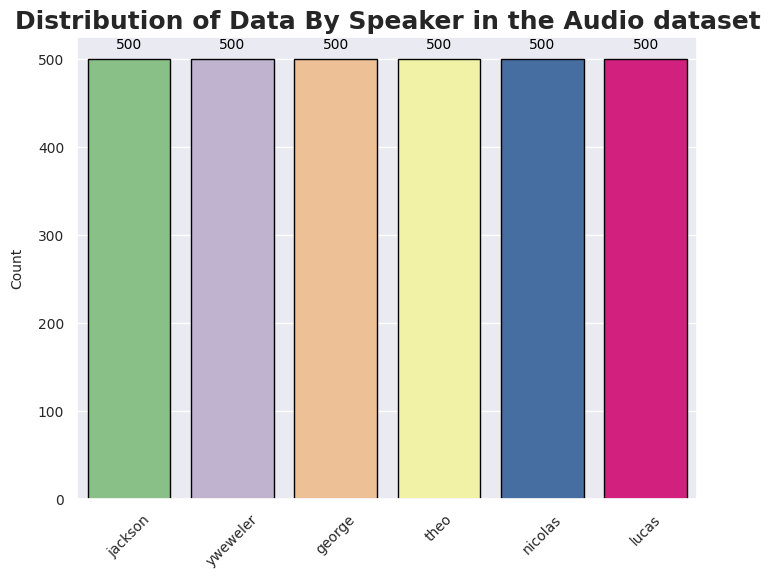 Distribution of Data By Speaker in the Audio dataset
500 500 500 500 500 500
500
400
300
200
100
0
Count
jackson yweweler george theo nicolas lucas